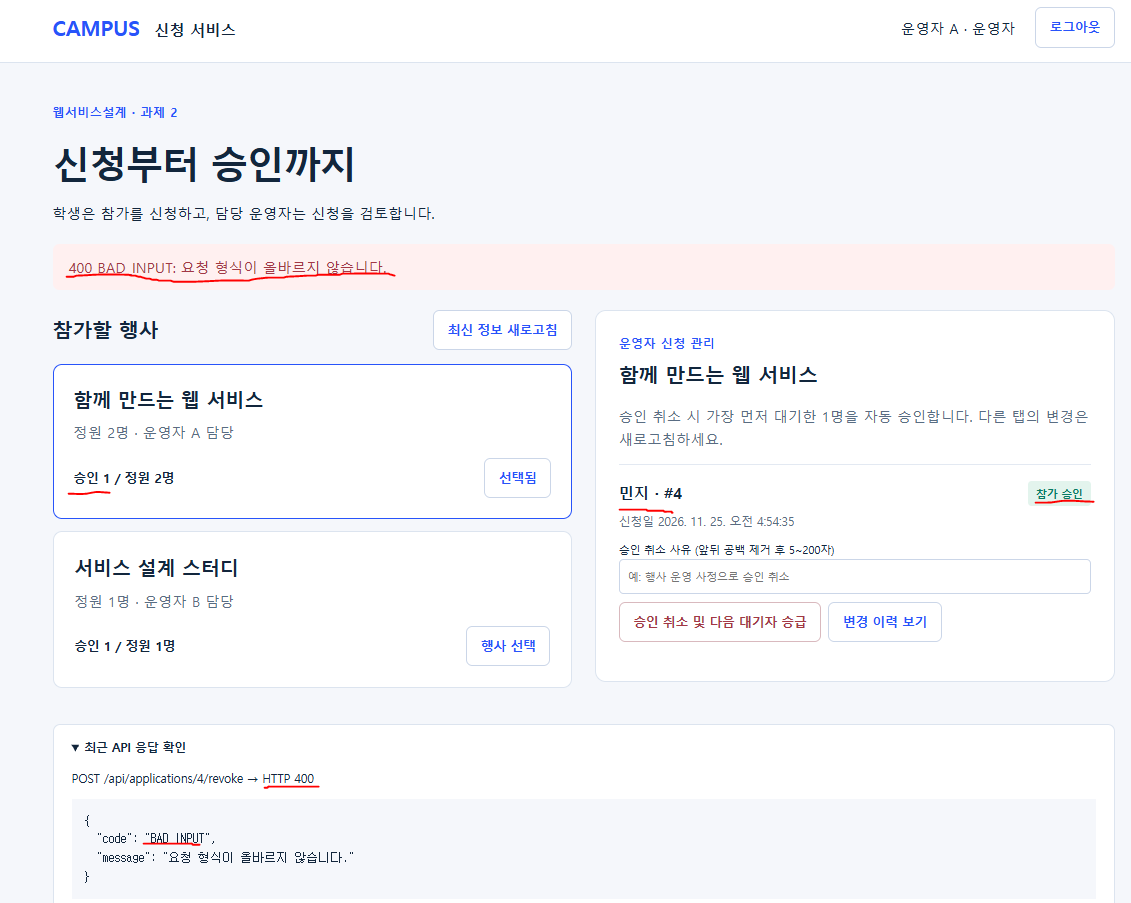 CAMPUS 신청 서비스
운영자 A · 운영자
로그아웃
웹서비스설계 · 과제 2
신청부터 승인까지
학생은 참가를 신청하고, 담당 운영자는 신청을 검토합니다.
400 BAD INPUT: 요청 형식이 올바르지 않습니다.
참가할 행사
최신 정보 새로고침
함께 만드는 웹 서비스
정원 2명 · 운영자 A 담당
승인 1 / 정원 2명
선택됨
서비스 설계 스터디
정원 1명 · 운영자 B 담당
승인 1 / 정원 1명
행사 선택
운영자 신청 관리
함께 만드는 웹 서비스
승인 취소 시 가장 먼저 대기한 1명을 자동 승인합니다. 다른 탭의 변경은
새로고침하세요.
민지 · #4
참가 승인
신청일 2026. 11. 25. 오전 4:54:35
승인 취소 사유 (앞뒤 공백 제거 후 5~200자)
예: 행사 운영 사정으로 승인 취소
승인 취소 및 다음 대기자 승급
변경 이력 보기
▼ 최근 API 응답 확인
POST /api/applications/4/revoke → HTTP 400
{
"code": "BAD INPUT",
"message": "요청 형식이 올바르지 않습니다."
}